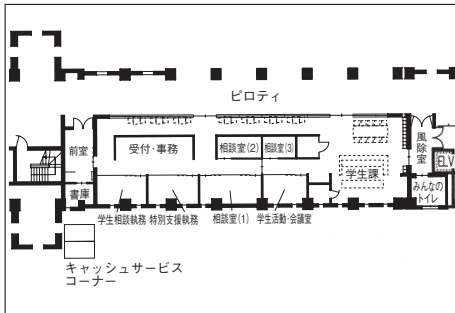 ピロティ
前室
受付・事務
相談室(2)
相談室(3)
風除室
ELV
学生課
書庫
みんなの
トイレ
学生相談執務
特別支援執務
相談室(1)
学生活動・会議室
キャッシュサービス
コーナー